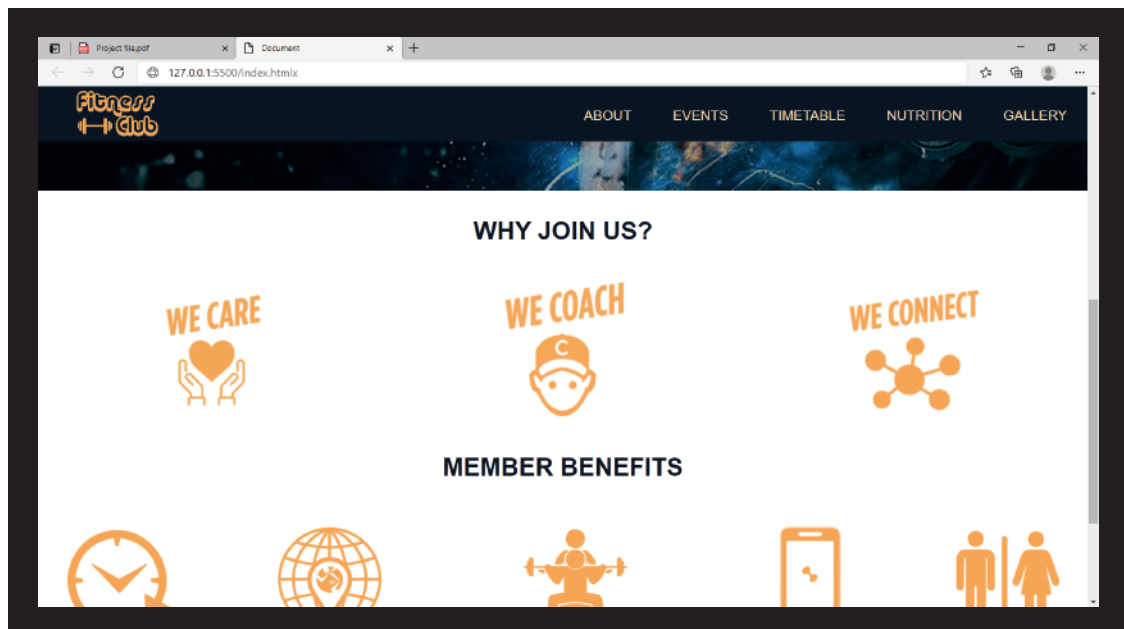 Project file.pdf
Document
127.0.0.1:5500/index.htmlx
Fitness
Club
ABOUT EVENTS TIMETABLE NUTRITION GALLERY
WHY JOIN US?
WE CARE
WE COACH
WE CONNECT
C
MEMBER BENEFITS